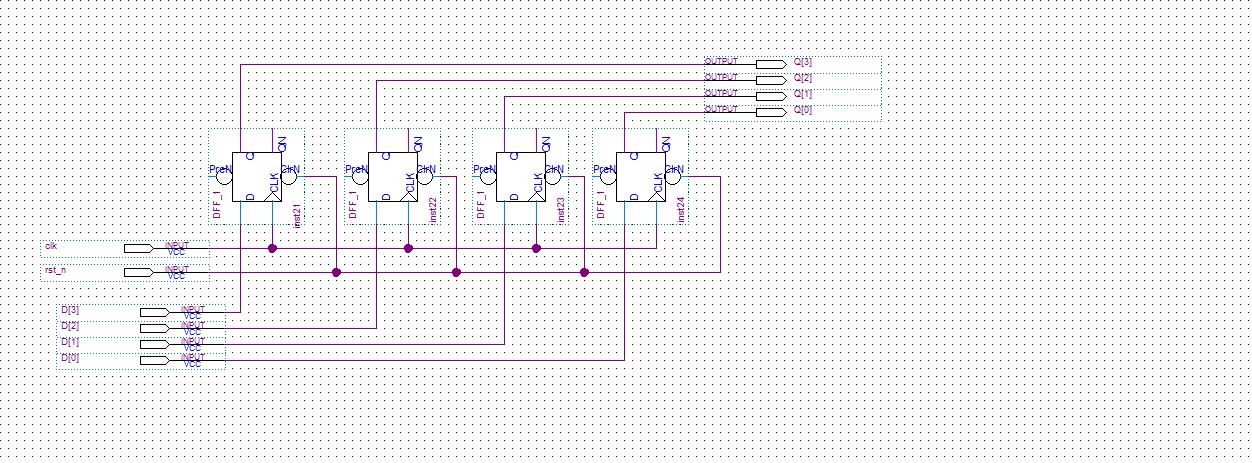 OUTPUT Q[3]
OUTPUT Q[2]
OUTPUT Q[1]
OUTPUT Q[0]
Q QN Q QN Q QN Q QN
PreN ClrN PreN ClrN PreN ClrN PreN ClrN
D CLK D CLK D CLK D CLK
DFF_1 inst21 DFF_1 inst22 DFF_1 inst23 DFF_1 inst24
clk INPUT
VCC
rst_n INPUT
VCC
D[3] INPUT
VCC
D[2] INPUT
VCC
D[1] INPUT
VCC
D[0] INPUT
VCC